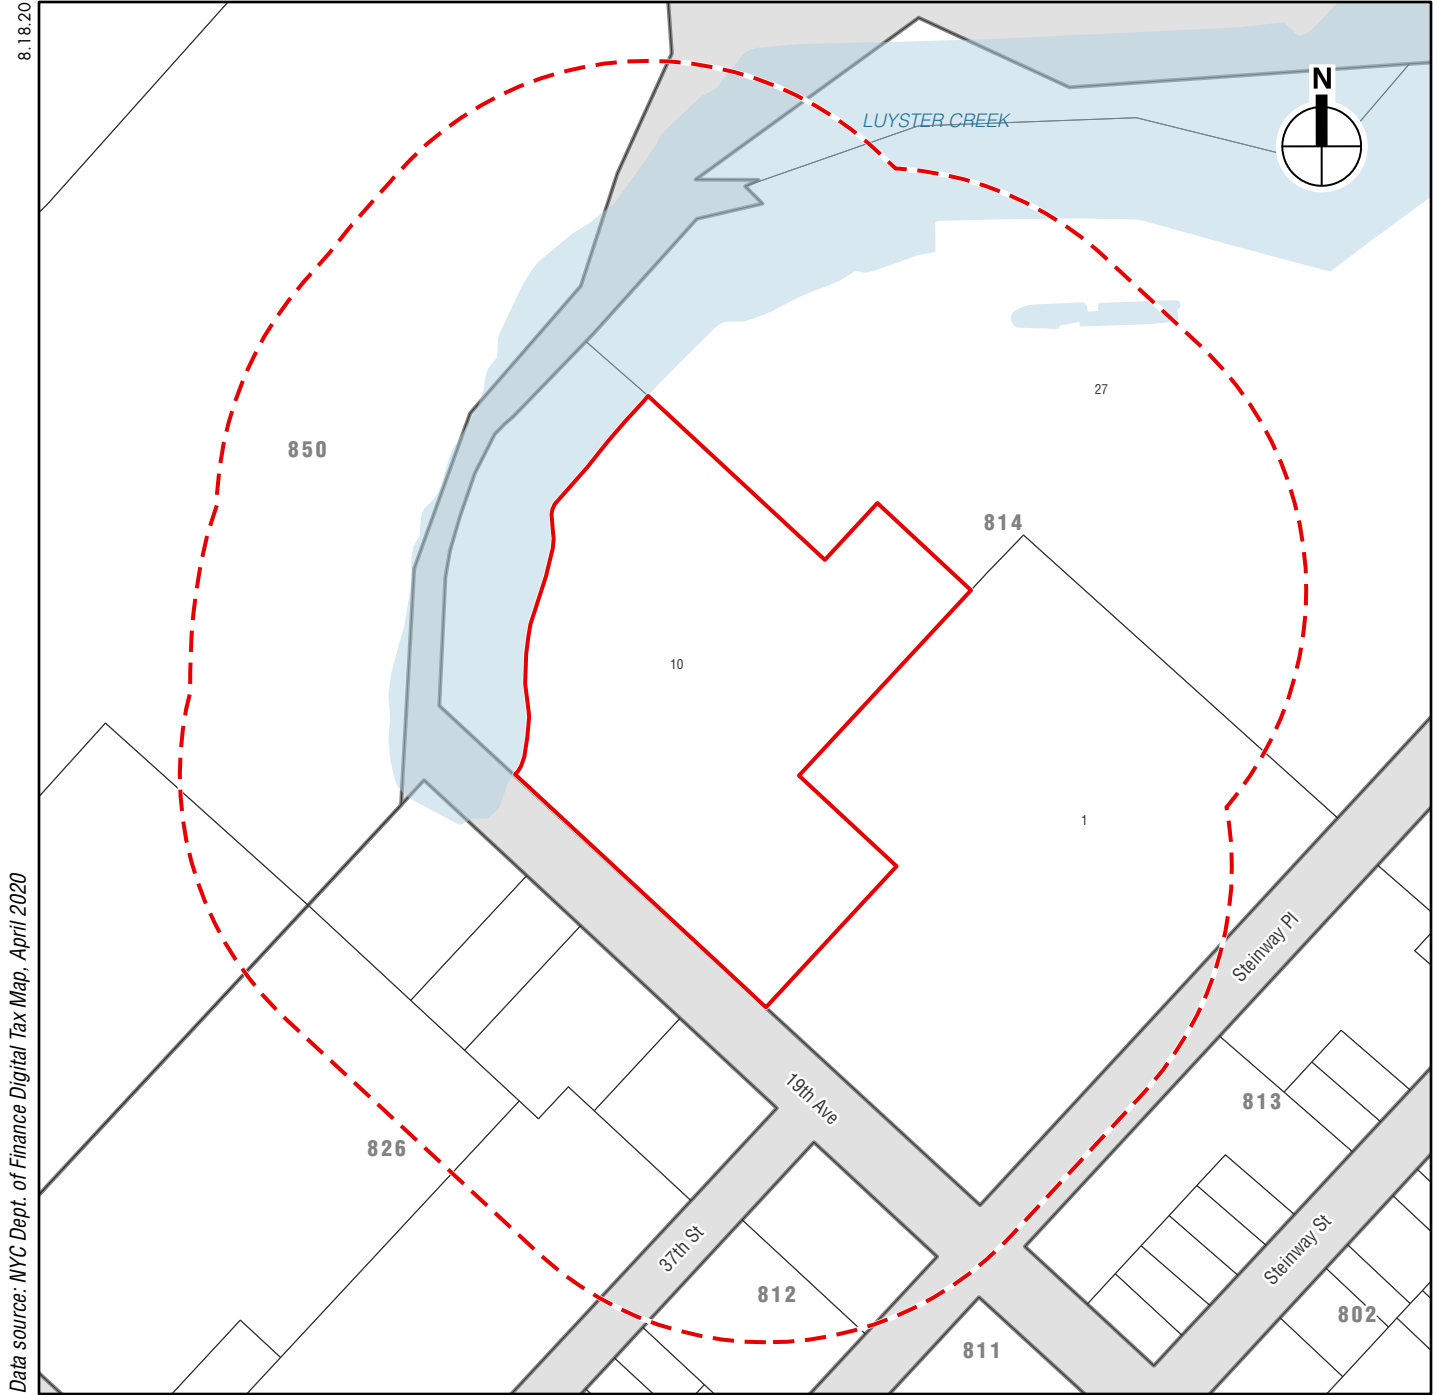 8.18.20
N
LUYSTER CREEK
27
850
814
10
1
Steinway Pl
19th Ave
813
826
37th St
Steinway St
812
802
811
Data source: NYC Dept. of Finance Digital Tax Map, April 2020